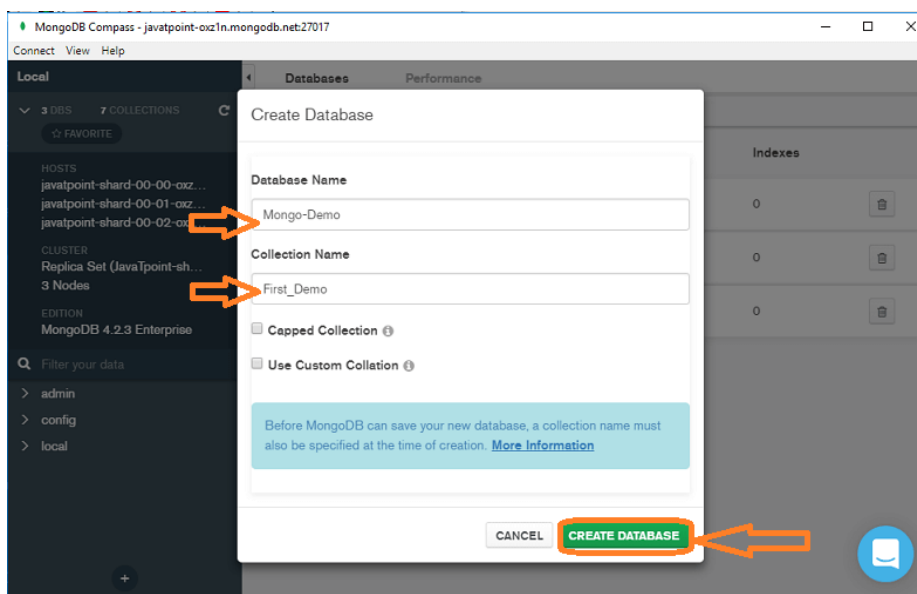 MongoDB Compass - javatpoint-oxz1n.mongodb.net:27017
Connect View Help
Local
Databases Performance
3 DBS 7 COLLECTIONS
FAVORITE
HOSTS
javatpoint-shard-00-00-oxz...
javatpoint-shard-00-01-oxz...
javatpoint-shard-00-02-ox
CLUSTER
Replica Set (JavaTpoint-sh...
3 Nodes
EDITION
MongoDB 4.2.3 Enterprise
Filter your data
admin
config
local
Create Database
Database Name
Mongo-Demo
Collection Name
First_Demo
Capped Collection
Use Custom Collation
Before MongoDB can save your new database, a collection name must
also be specified at the time of creation. More Information
CANCEL CREATE DATABASE
Indexes
0
0
0